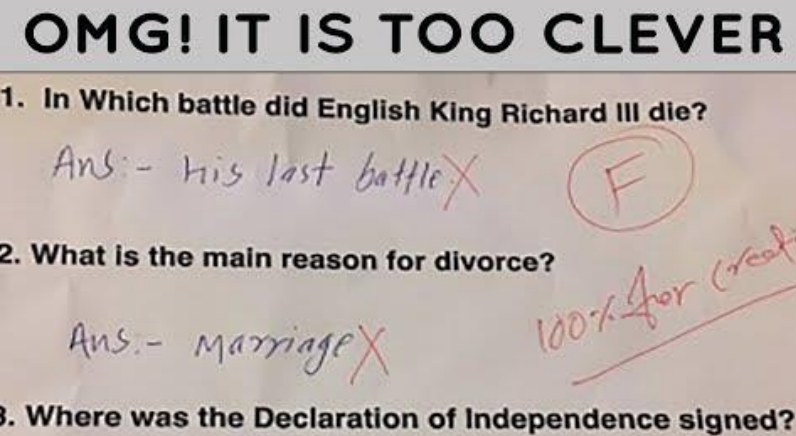 OMG! IT IS TOO CLEVER
1. In Which battle did English King Richard III die?
Ans:- His last battle X
F
2. What is the main reason for divorce?
100% for
Ans.- Marriage X
3. Where was the Declaration of Independence signed?